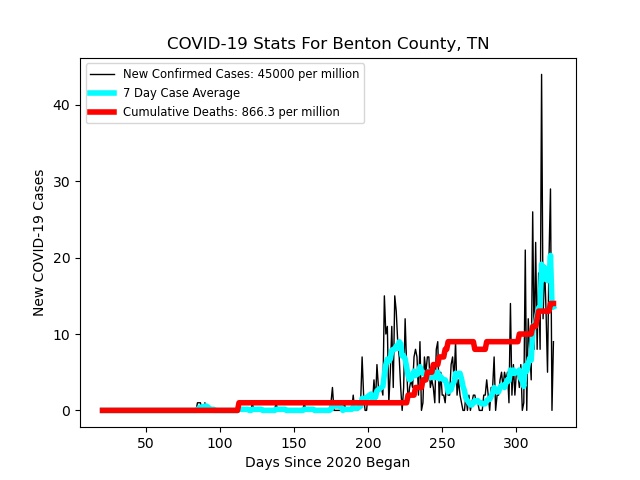 COVID-19 Stats For Benton County, TN
New Confirmed Cases: 45000 per million
7 Day Case Average
Cumulative Deaths: 866.3 per million
New COVID-19 Cases
40
30
20
10
0
50 100 150 200 250 300
Days Since 2020 Began